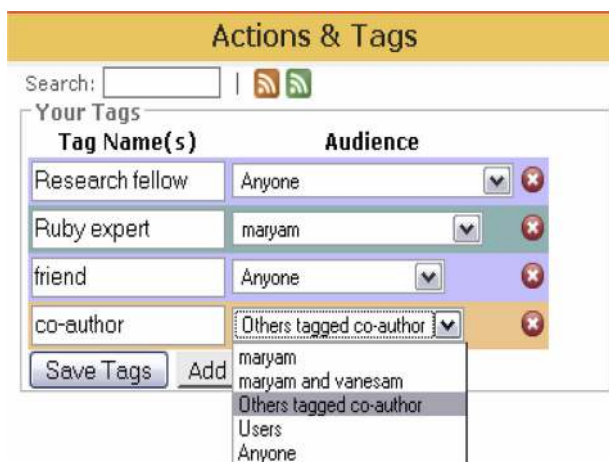 Actions & Tags
Search: |
Your Tags
Tag Name(s) Audience
Research fellow Anyone
Ruby expert maryam
friend Anyone
co-author Others tagged co-author
Save Tags Add
maryam
maryam and vanesam
Others tagged co-author
Users
Anyone